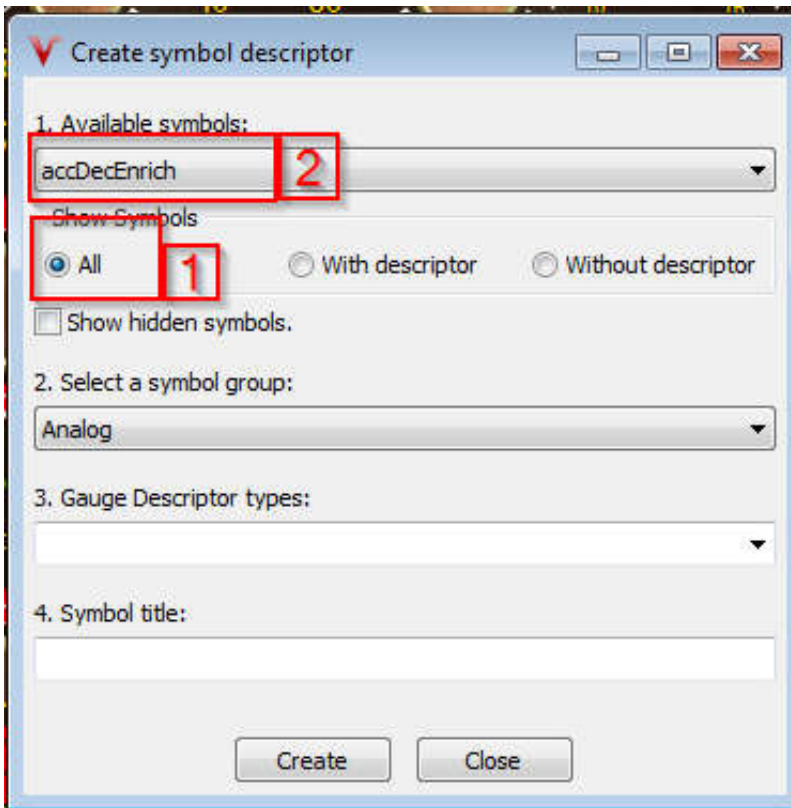 Create symbol descriptor
1. Available symbols:
accDecEnrich 2
Show Symbols
All 1 With descriptor Without descriptor
Show hidden symbols.
2. Select a symbol group:
Analog
3. Gauge Descriptor types:
4. Symbol title:
Create Close